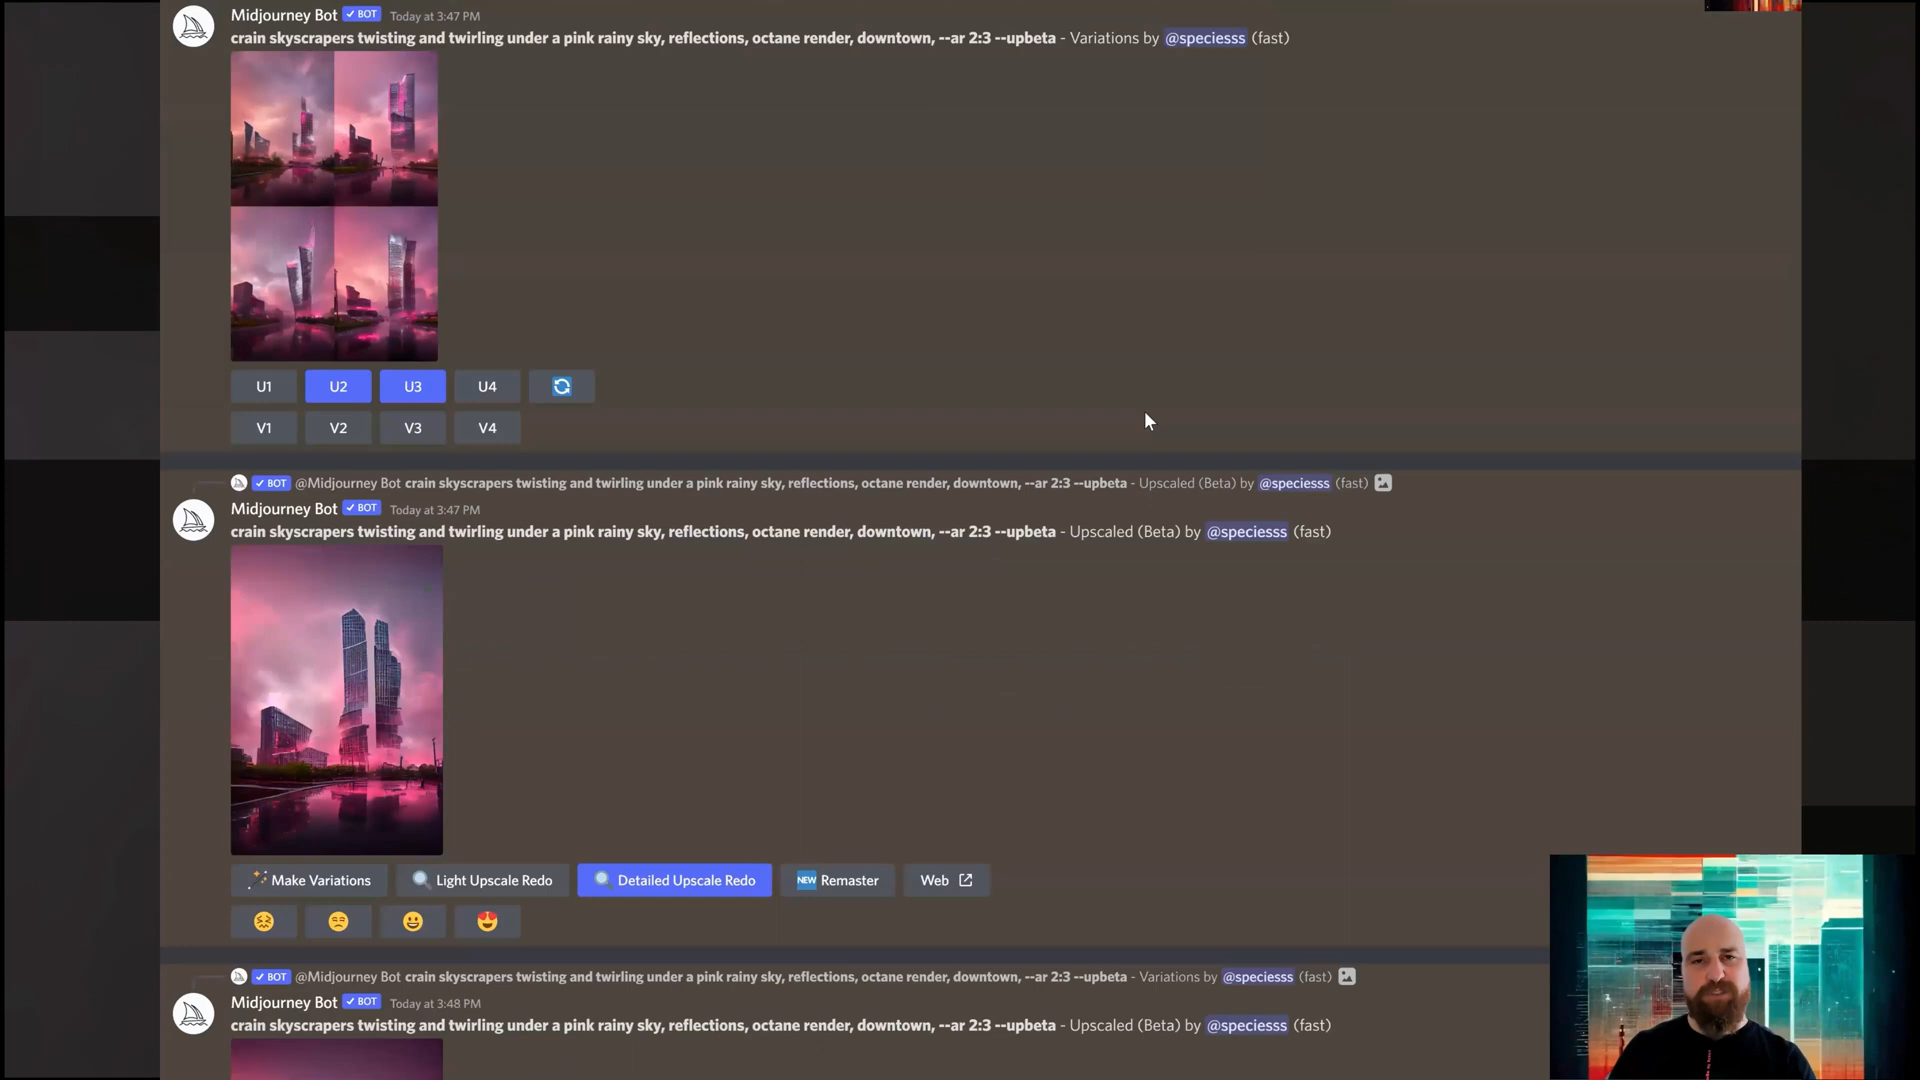 Midjourney Bot ✓ BOT Today at 3:47 PM
crain skyscrapers twisting and twirling under a pink rainy sky, reflections, octane render, downtown, --ar 2:3 --upbeta - Variations by @speciesss (fast)
U1 U2 U3 U4
V1 V2 V3 V4
✓ BOT @Midjourney Bot crain skyscrapers twisting and twirling under a pink rainy sky, reflections, octane render, downtown, --ar 2:3 --upbeta - Upscaled (Beta) by @speciesss (fast)
Midjourney Bot ✓ BOT Today at 3:47 PM
crain skyscrapers twisting and twirling under a pink rainy sky, reflections, octane render, downtown, --ar 2:3 --upbeta - Upscaled (Beta) by @speciesss (fast)
Make Variations Light Upscale Redo Detailed Upscale Redo NEW Remaster Web
✓ BOT @Midjourney Bot crain skyscrapers twisting and twirling under a pink rainy sky, reflections, octane render, downtown, --ar 2:3 --upbeta - Variations by @speciesss (fast)
Midjourney Bot ✓ BOT Today at 3:48 PM
crain skyscrapers twisting and twirling under a pink rainy sky, reflections, octane render, downtown, --ar 2:3 --upbeta - Upscaled (Beta) by @speciesss (fast)